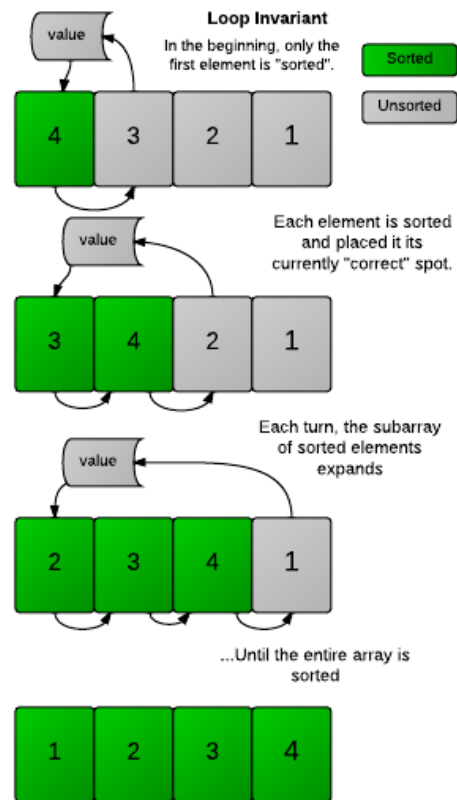 Loop Invariant
value
In the beginning, only the
first element is "sorted".
Sorted
Unsorted
4 3 2 1
value
Each element is sorted
and placed it its
currently "correct" spot.
3 4 2 1
Each turn, the subarray
of sorted elements
expands
value
2 3 4 1
...Until the entire array is
sorted
1 2 3 4